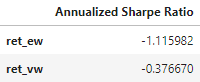 Annualized Sharpe Ratio
ret_ew -1.115982
ret_vw -0.376670